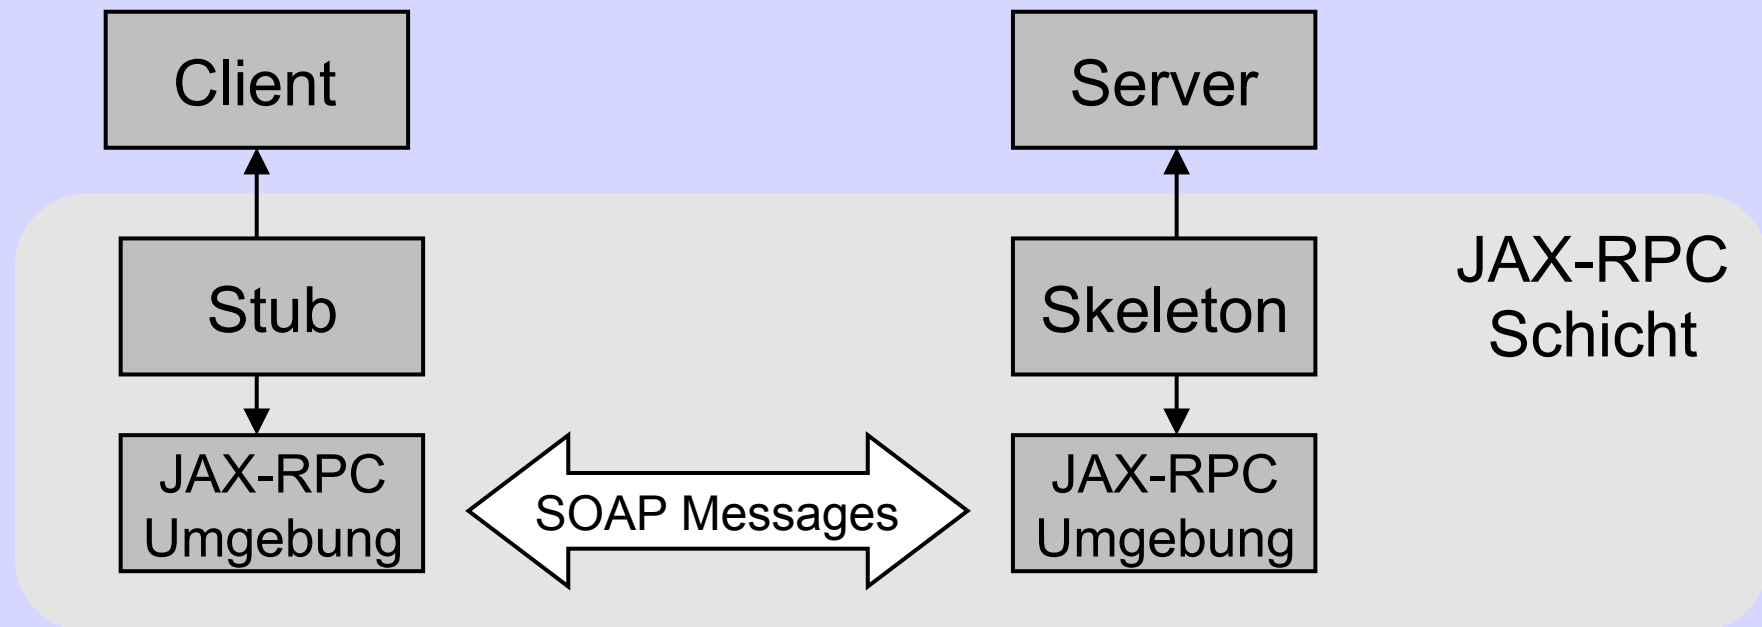 Client
Server
Stub
Skeleton
JAX-RPC
Schicht
JAX-RPC
Umgebung
SOAP Messages
JAX-RPC
Umgebung